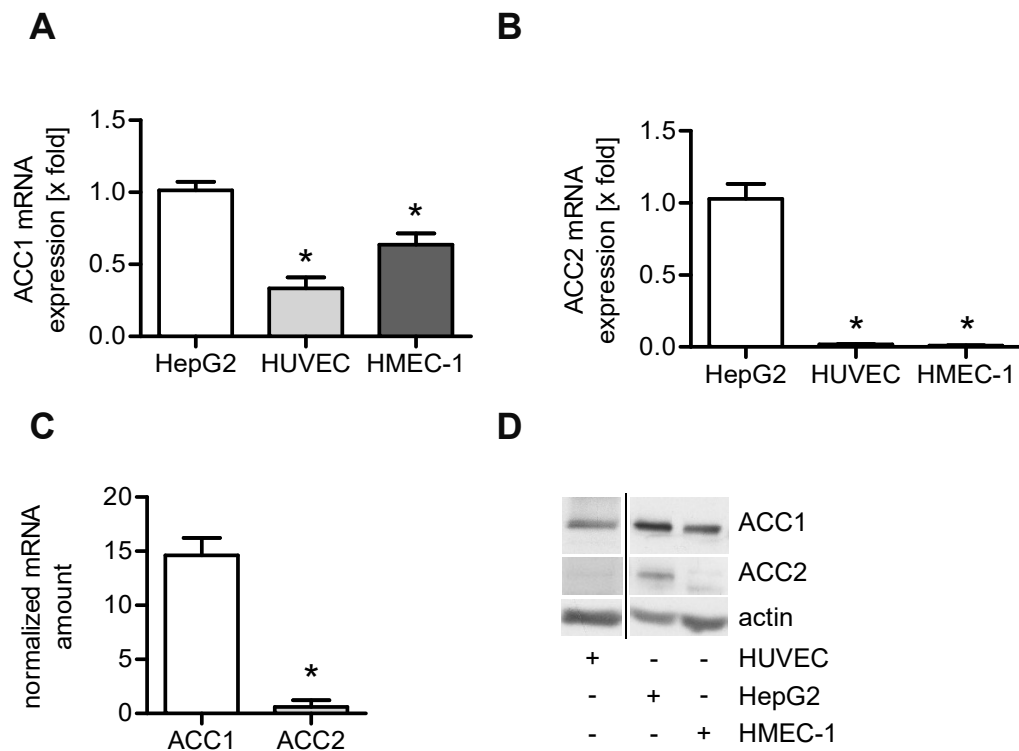 A
ACC1 mRNA
expression [x fold]
1.5
1.0
0.5
0.0
*
*
HepG2 HUVEC HMEC-1
B
ACC2 mRNA
expression [x fold]
1.5
1.0
0.5
0.0
*
*
HepG2 HUVEC HMEC-1
C
normalized mRNA
amount
20
15
10
5
0
*
ACC1 ACC2
D
ACC1
ACC2
actin
+ - - HUVEC
- + - HepG2
- - + HMEC-1